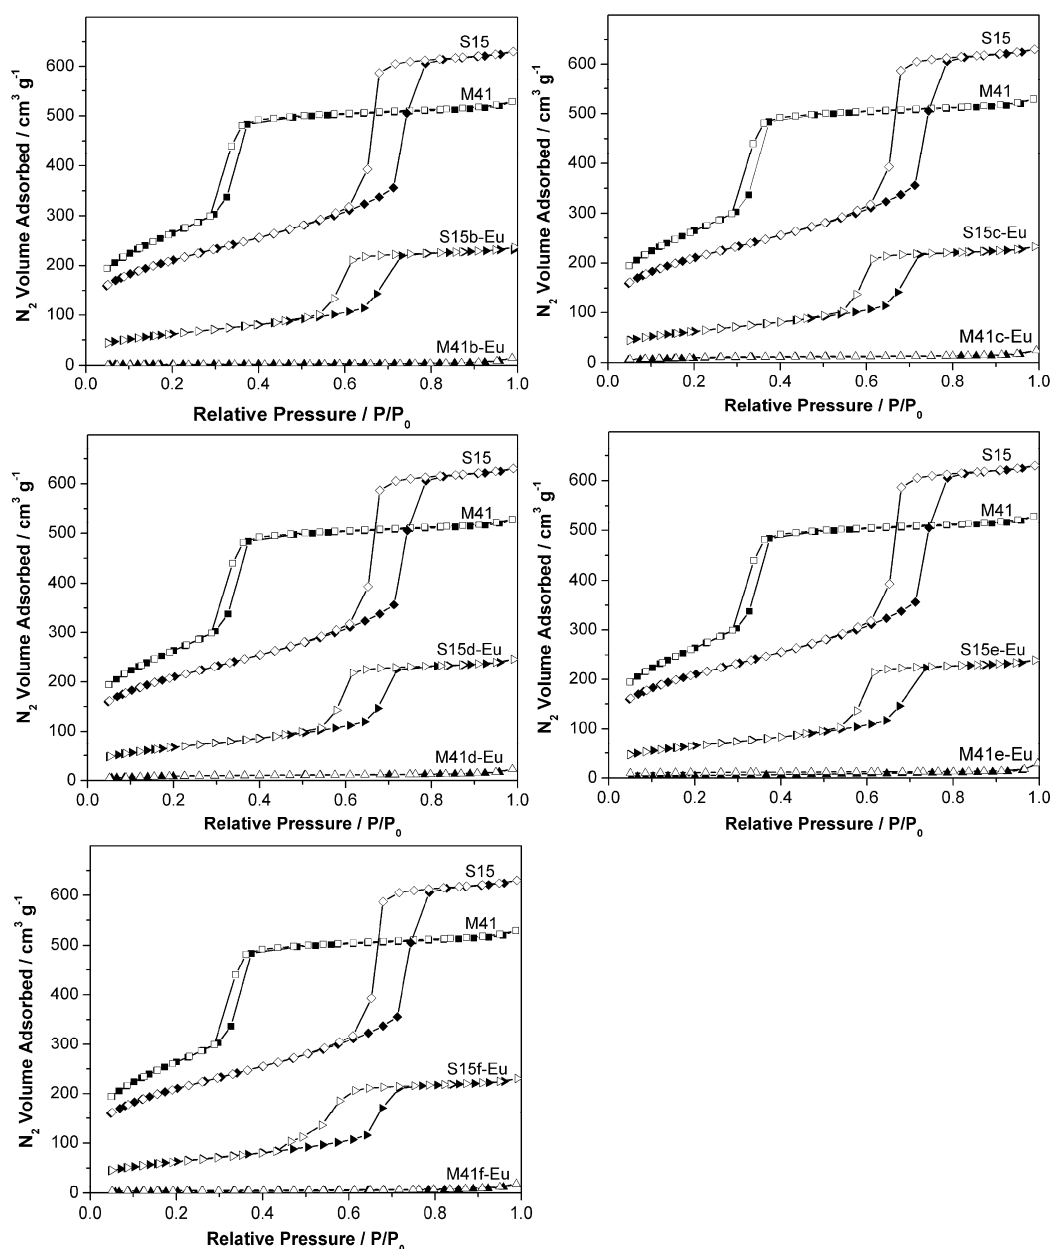 S15
M41
S15b-Eu
M41b-Eu
600
500
400
300
200
100
0
0.0 0.2 0.4 0.6 0.8 1.0
N2 Volume Adsorbed / cm3 g-1
Relative Pressure / P/P0
S15
M41
S15c-Eu
M41c-Eu
600
500
400
300
200
100
0
0.0 0.2 0.4 0.6 0.8 1.0
N2 Volume Adsorbed / cm3 g-1
Relative Pressure / P/P0
S15
M41
S15d-Eu
M41d-Eu
600
500
400
300
200
100
0
0.0 0.2 0.4 0.6 0.8 1.0
N2 Volume Adsorbed / cm3 g-1
Relative Pressure / P/P0
S15
M41
S15e-Eu
M41e-Eu
600
500
400
300
200
100
0
0.0 0.2 0.4 0.6 0.8 1.0
N2 Volume Adsorbed / cm3 g-1
Relative Pressure / P/P0
S15
M41
S15f-Eu
M41f-Eu
600
500
400
300
200
100
0
0.0 0.2 0.4 0.6 0.8 1.0
N2 Volume Adsorbed / cm3 g-1
Relative Pressure / P/P0